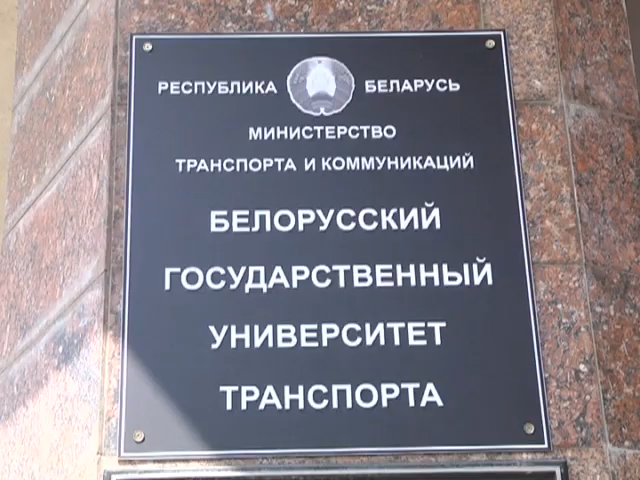 РЕСПУБЛИКА БЕЛАРУСЬ
МИНИСТЕРСТВО
ТРАНСПОРТА И КОММУНИКАЦИЙ
БЕЛОРУССКИЙ
ГОСУДАРСТВЕННЫЙ
УНИВЕРСИТЕТ
ТРАНСПОРТА